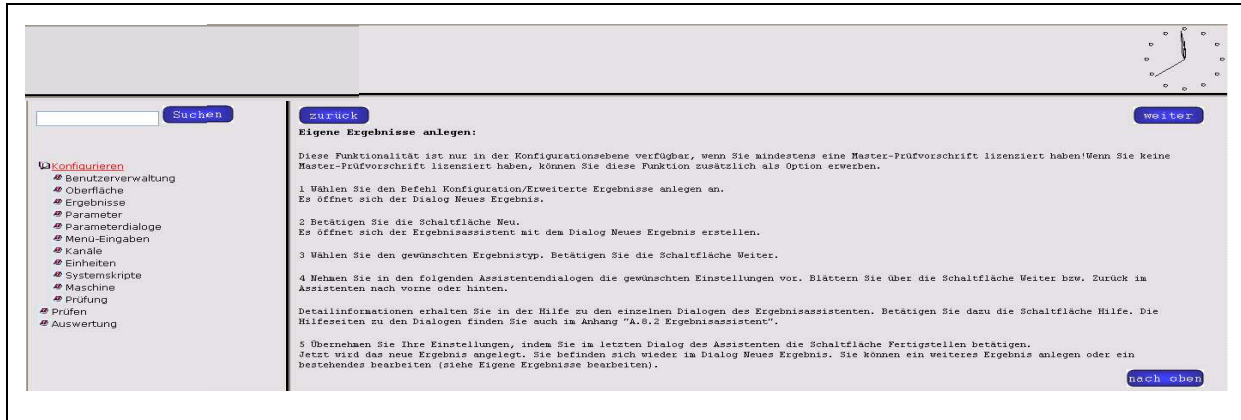 Suchen
Konfigurieren
Benutzerverwaltung
Oberfläche
Ergebnisse
Parameter
Parameterdialoge
Menü-Eingaben
Kanäle
Einheiten
Systemskripte
Maschine
Prüfung
Prüfen
Auswertung
zurück
weiter
Eigene Ergebnisse anlegen:
Diese Funktionalität ist nur in der Konfigurationsebene verfügbar, wenn Sie mindestens eine Master-Prüfvorschrift lizenziert haben!Wenn Sie keine
Master-Prüfvorschrift lizenziert haben, können Sie diese Funktion zusätzlich als Option erwerben.
1 Wählen Sie den Befehl Konfiguration/Erweiterte Ergebnisse anlegen an.
Es öffnet sich der Dialog Neues Ergebnis.
2 Betätigen Sie die Schaltfläche Neu.
Es öffnet sich der Ergebnisassistent mit dem Dialog Neues Ergebnis erstellen.
3 Wählen Sie den gewünschten Ergebnistyp. Betätigen Sie die Schaltfläche Weiter.
4 Nehmen Sie in den folgenden Assistentendialogen die gewünschten Einstellungen vor. Blättern Sie über die Schaltfläche Weiter bzw. Zurück im
Assistenten nach vorne oder hinten.
Detailinformationen erhalten Sie in der Hilfe zu den einzelnen Dialogen des Ergebnisassistenten. Betätigen Sie dazu die Schaltfläche Hilfe. Die
Hilfeseiten zu den Dialogen finden Sie auch im Anhang "A.8.2 Ergebnisassistent".
5 Übernehmen Sie Ihre Einstellungen, indem Sie im letzten Dialog des Assistenten die Schaltfläche Fertigstellen betätigen.
Jetzt wird das neue Ergebnis angelegt. Sie befinden sich wieder im Dialog Neues Ergebnis. Sie können ein weiteres Ergebnis anlegen oder ein
bestehendes bearbeiten (siehe Eigene Ergebnisse bearbeiten).
nach oben